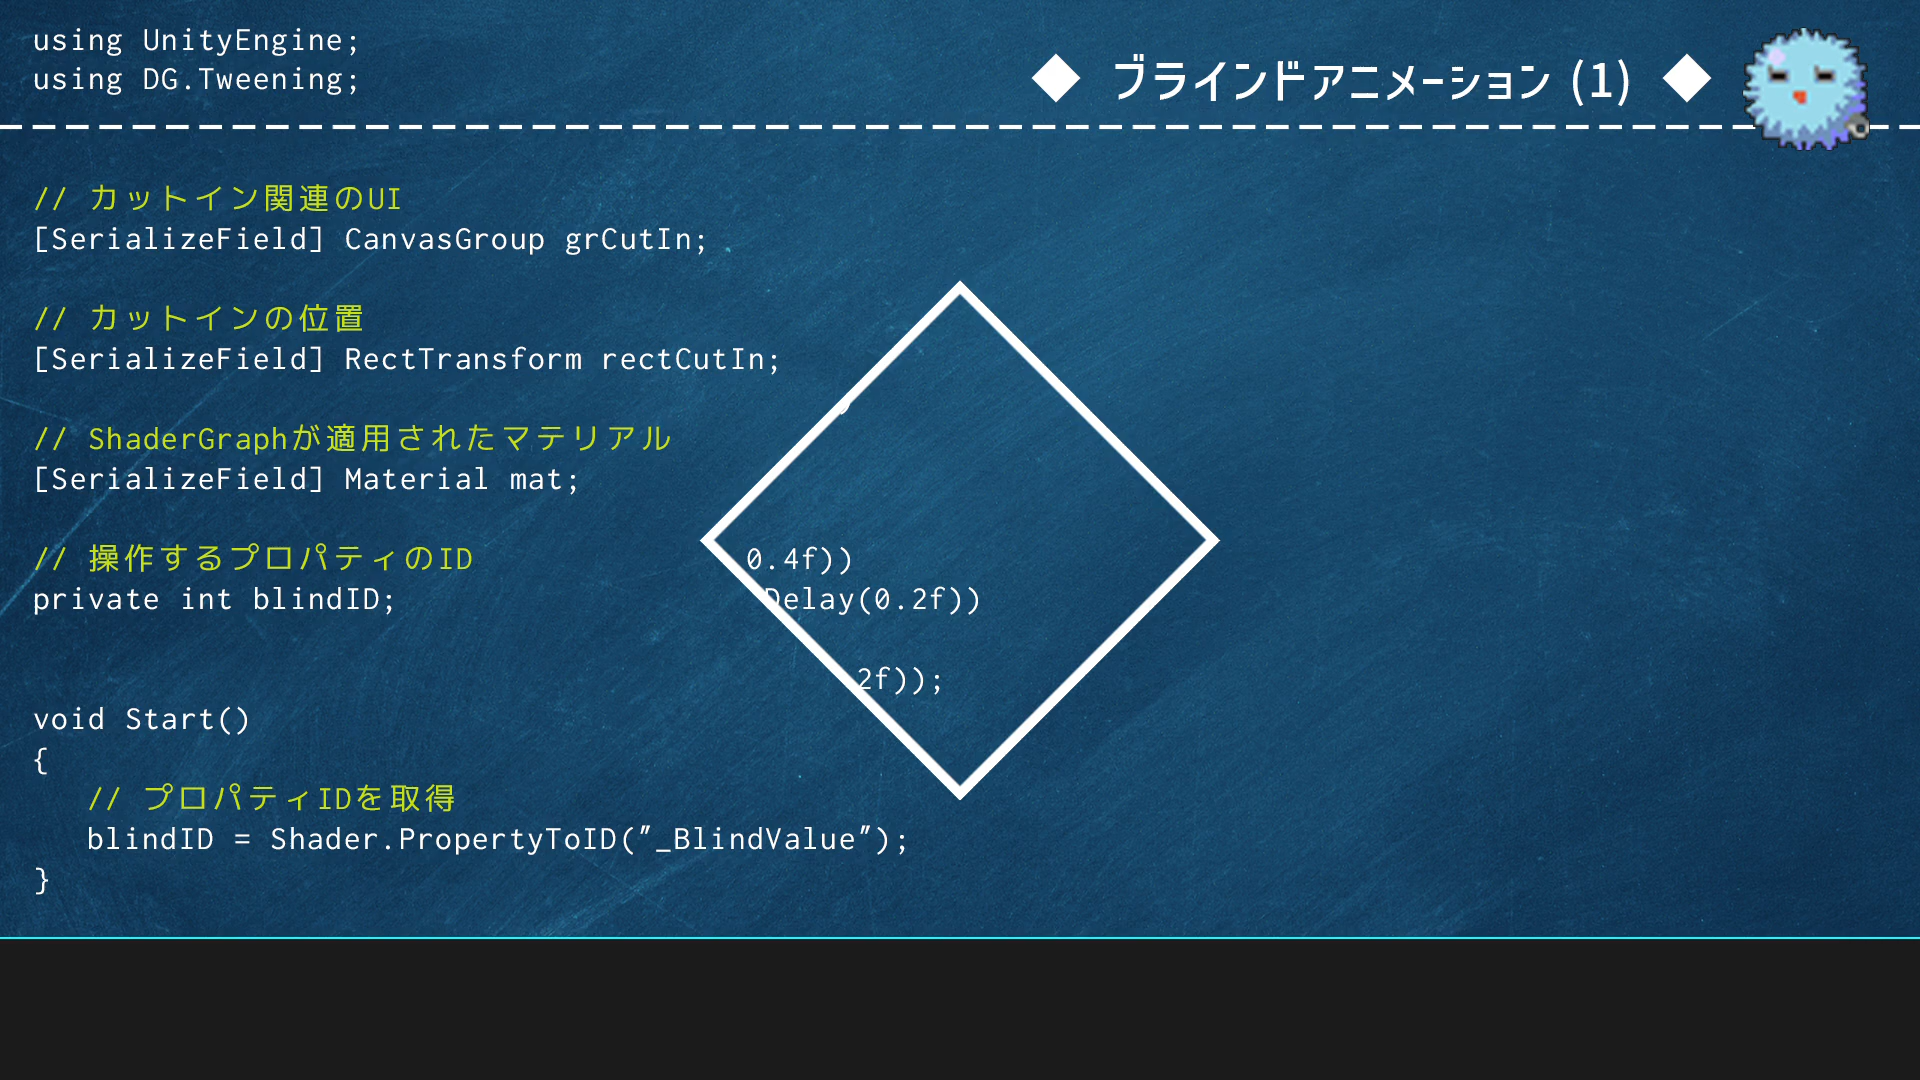 using UnityEngine;
using DG.Tweening;
◆ ブラインドアニメーション (1) ◆
// カットイン関連のUI
[SerializeField] CanvasGroup grCutIn;
// カットインの位置
[SerializeField] RectTransform rectCutIn;
// ShaderGraphが適用されたマテリアル
[SerializeField] Material mat;
// 操作するプロパティのID
private int blindID;
void Start()
{
// プロパティIDを取得
blindID = Shader.PropertyToID("_BlindValue");
}
0.4f))
Delay(0.2f))
2f));